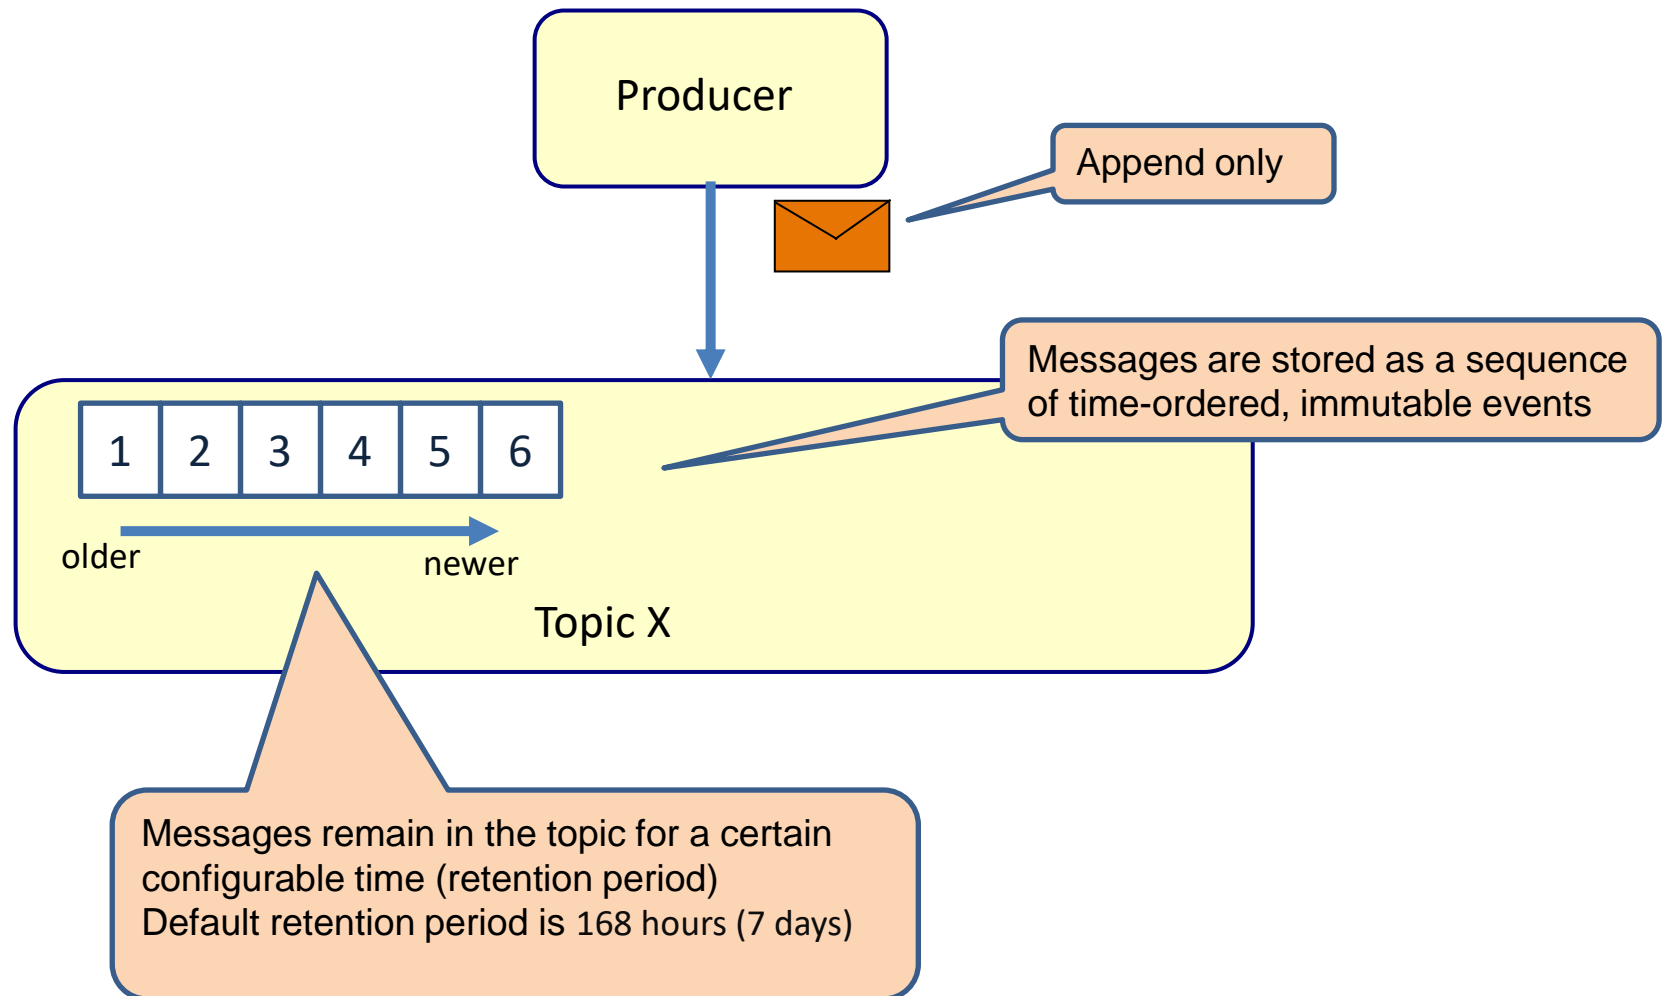 Producer
Append only
Messages are stored as a sequence
of time-ordered, immutable events
1 2 3 4 5 6
older
newer
Topic X
Messages remain in the topic for a certain
configurable time (retention period)
Default retention period is 168 hours (7 days)